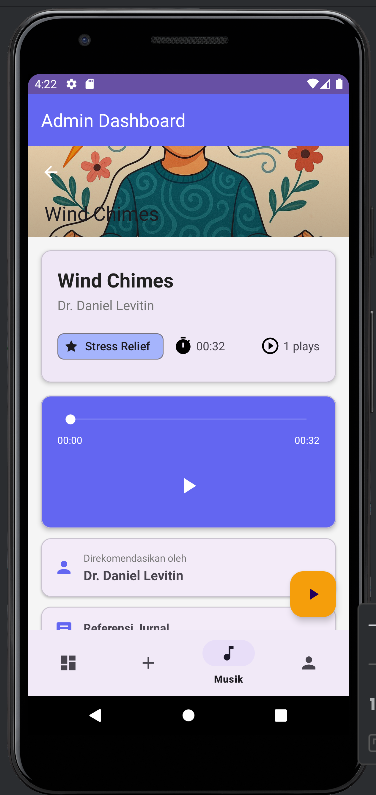 4:22
Admin Dashboard
Wind Chimes
Wind Chimes
Dr. Daniel Levitin
Stress Relief
00:32
1 plays
00:00
00:32
Direkomendasikan oleh
Dr. Daniel Levitin
Referensi Jurnal
Musik